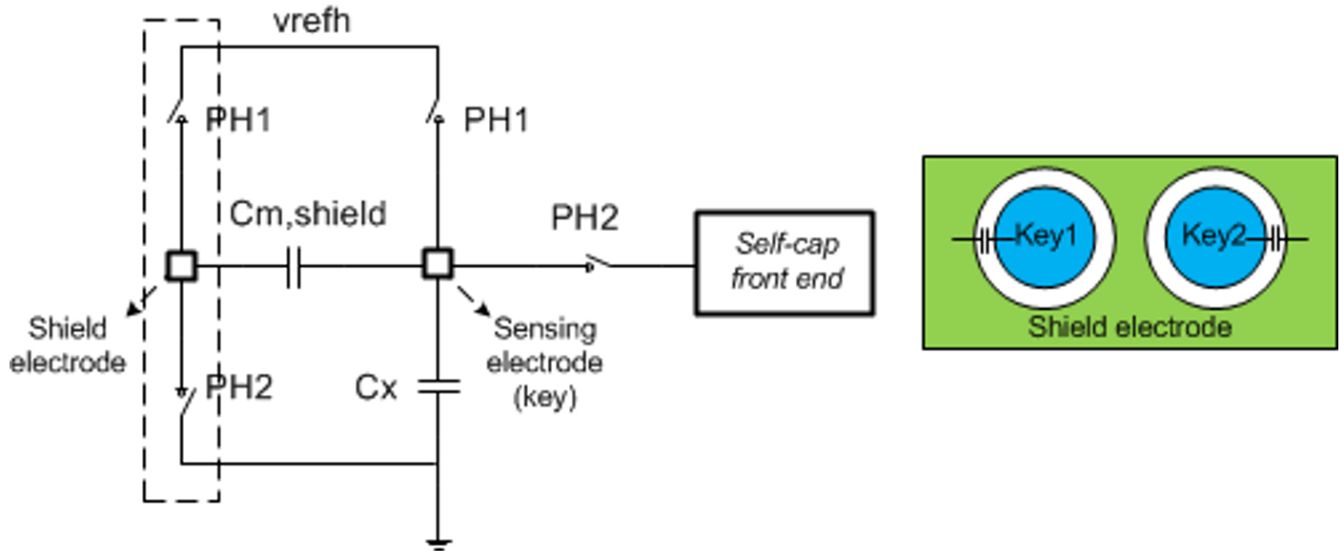 vrefh
PH1
PH1
Cm,shield
PH2
Self-cap
front end
Shield
electrode
Sensing
electrode
(key)
PH2
Cx
Key1
Key2
Shield electrode